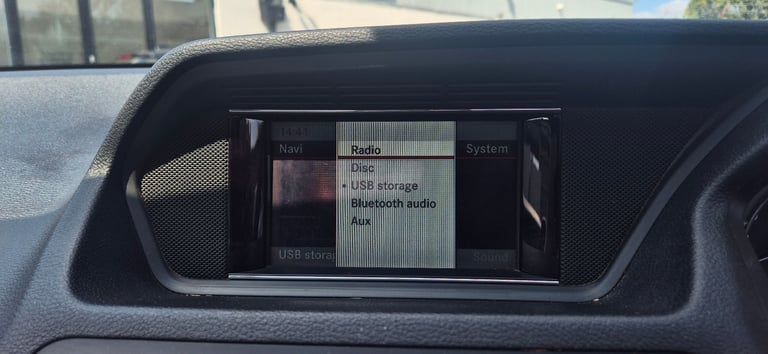 14:41
Navi
System
Radio
Disc
• USB storage
Bluetooth audio
Aux
USB storag
Sound